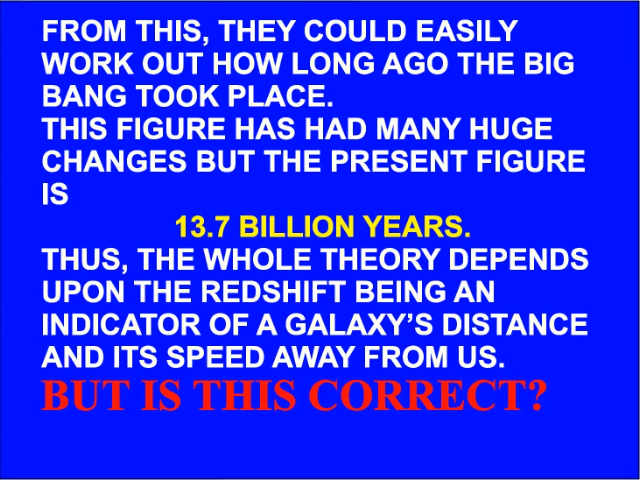 FROM THIS, THEY COULD EASILY
WORK OUT HOW LONG AGO THE BIG
BANG TOOK PLACE.
THIS FIGURE HAS HAD MANY HUGE
CHANGES BUT THE PRESENT FIGURE
IS
13.7 BILLION YEARS.
THUS, THE WHOLE THEORY DEPENDS
UPON THE REDSHIFT BEING AN
INDICATOR OF A GALAXY’S DISTANCE
AND ITS SPEED AWAY FROM US.
BUT IS THIS CORRECT?